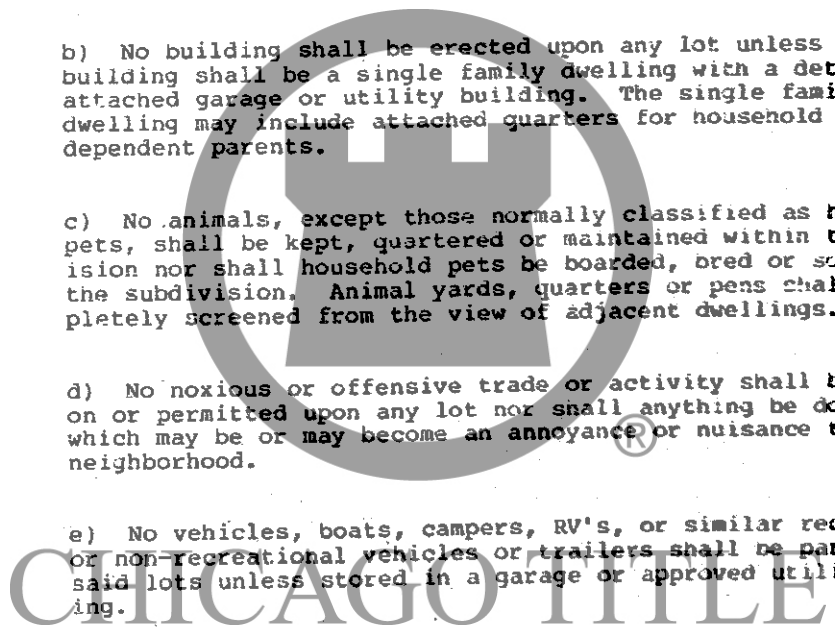 b) No building shall be erected upon any lot unless
building shall be a single family dwelling with a det
attached garage or utility building. The single fami
dwelling may include attached quarters for household
dependent parents.
c) No animals, except those normally classified as
pets, shall be kept, quartered or maintained within t
ision nor shall household pets be boarded, bred or so
the subdivision. Animal yards, quarters or pens shal
pletely screened from the view of adjacent dwellings.
d) No noxious or offensive trade or activity shall b
on or permitted upon any lot nor shall anything be do
which may be or may become an annoyance or nuisance t
neighborhood.
®
e) No vehicles, boats, campers, RV's, or similar rec
or non-recreational vehicles or trailers shall be par
said lots unless stored in a garage or approved utili
ing.
CHICAGO TITLE